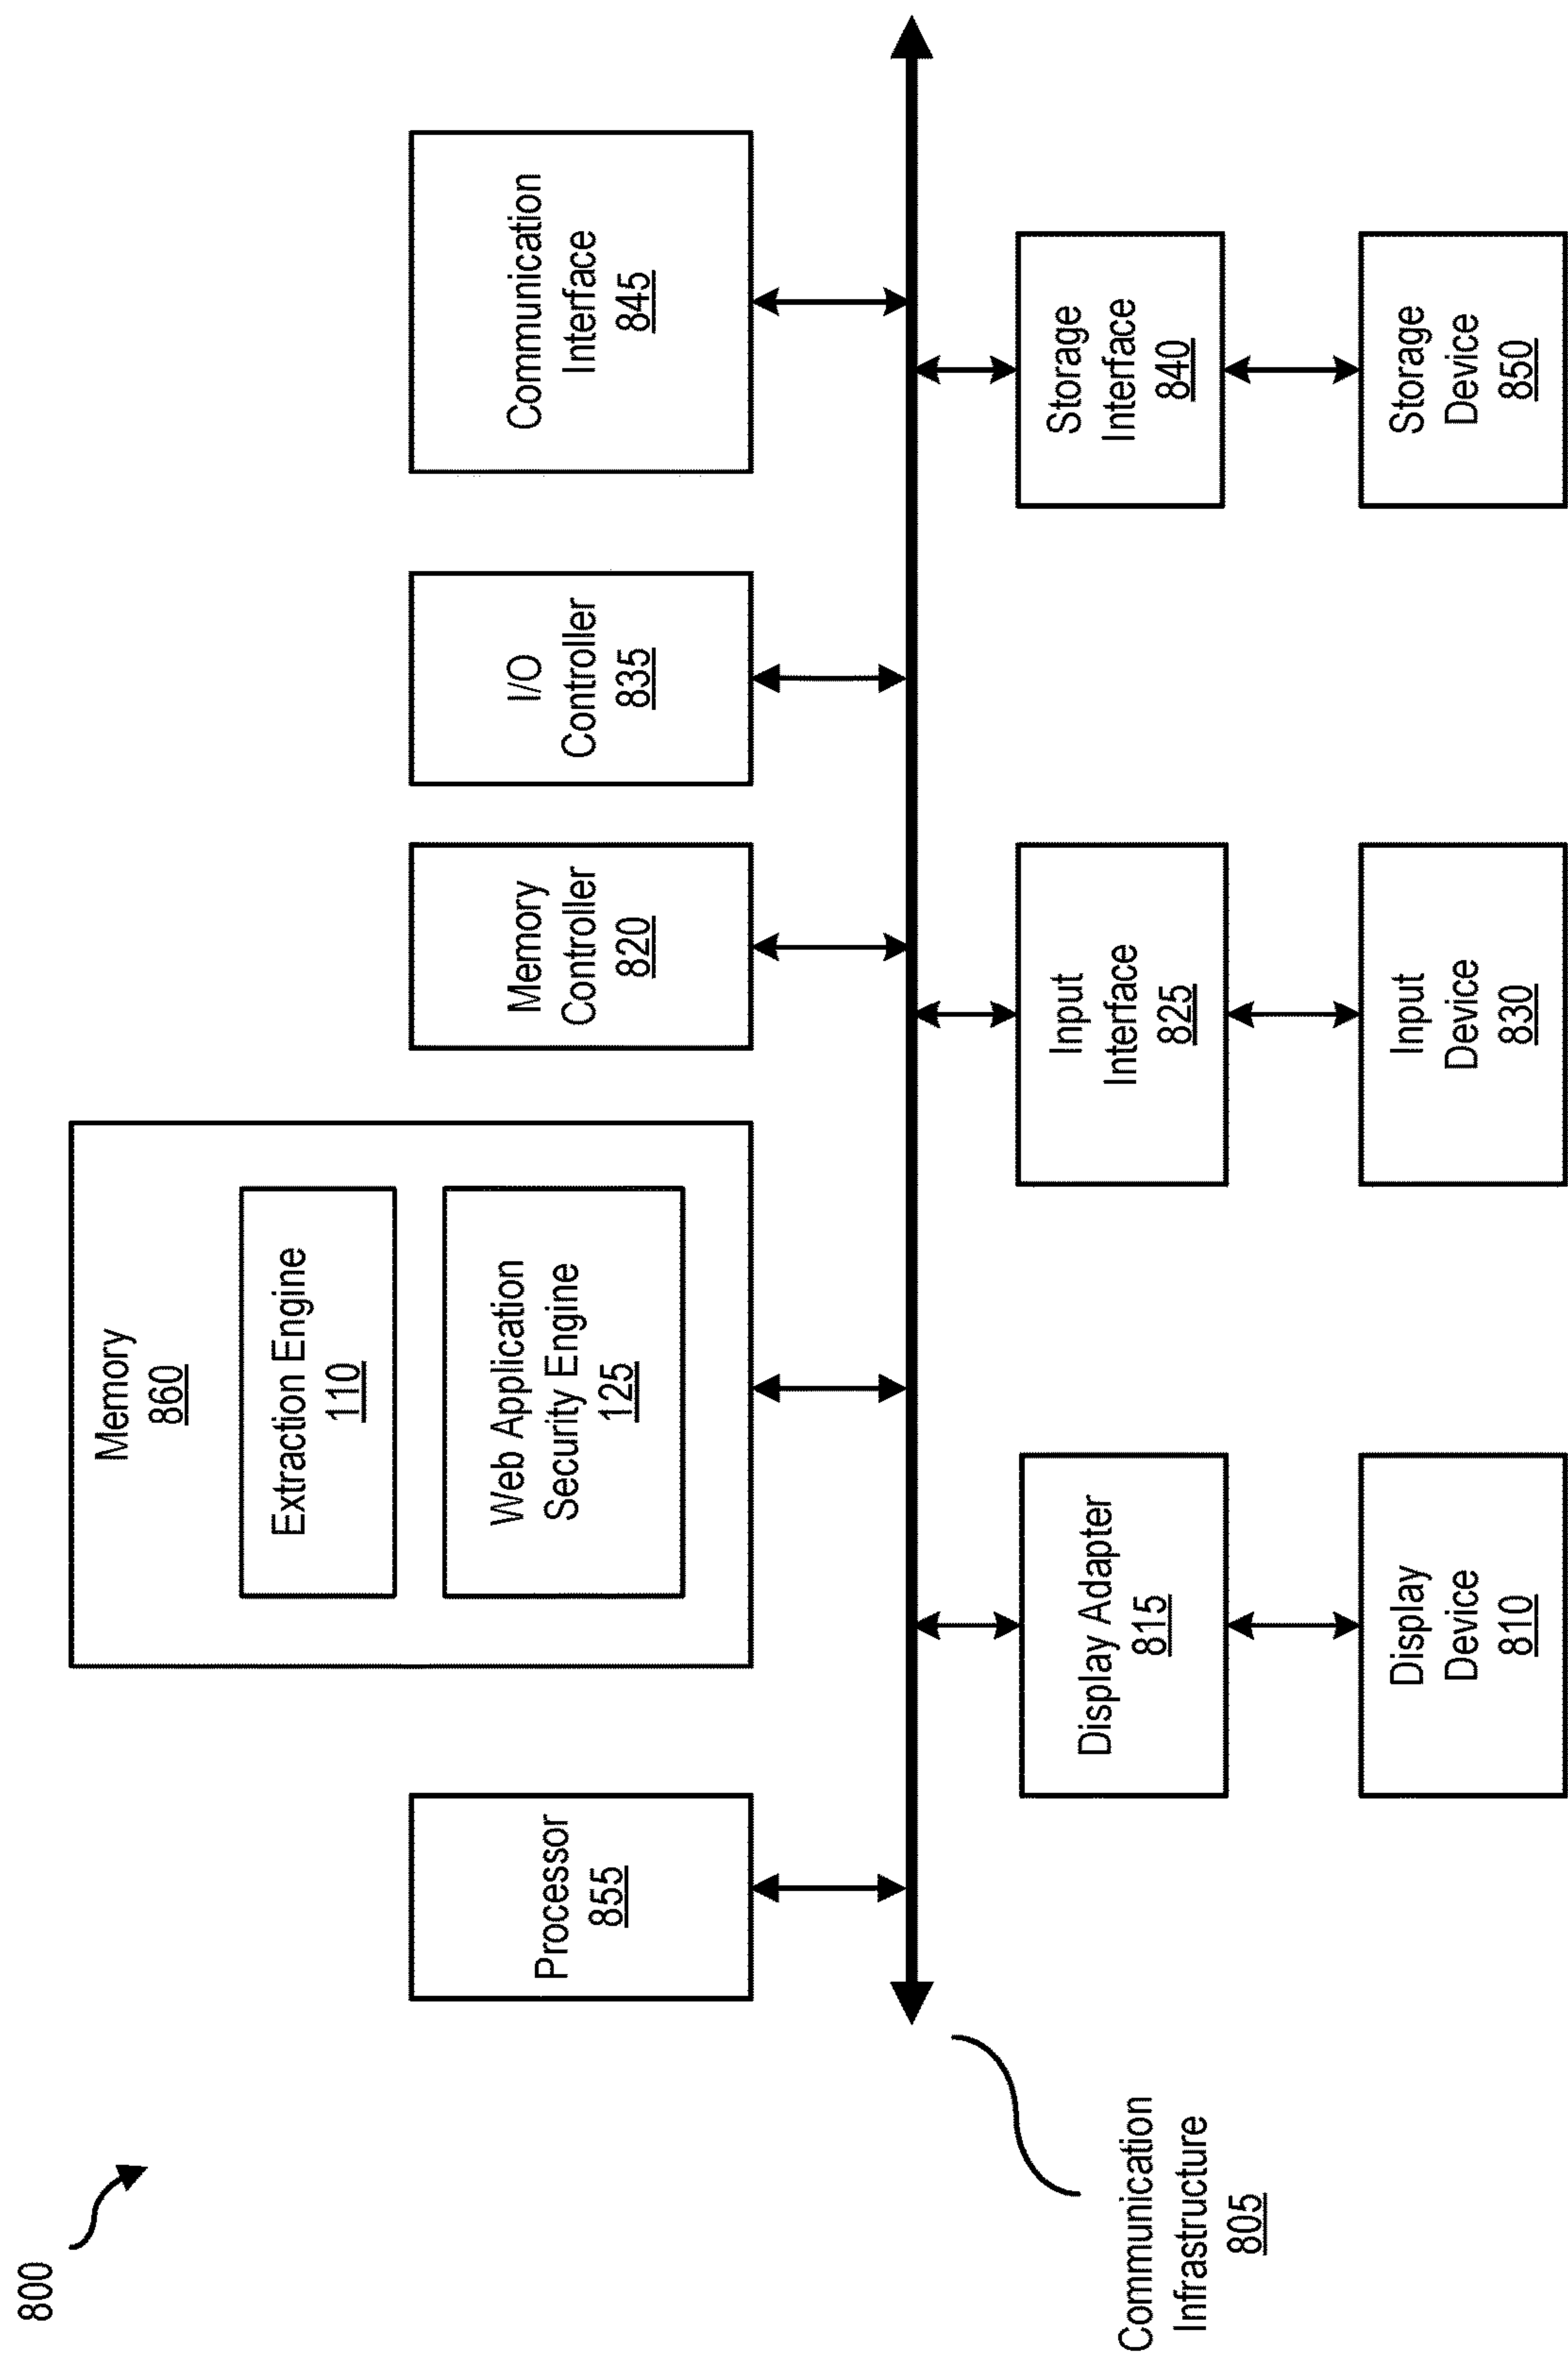 800
Processor
855
Memory
860
Extraction Engine
110
Web Application
Security Engine
125
Memory
Controller
820
I/O
Controller
835
Communication
Interface
845
Communication
Infrastructure
805
Display Adapter
815
Input
Interface
825
Storage
Interface
840
Display
Device
810
Input
Device
830
Storage
Device
850